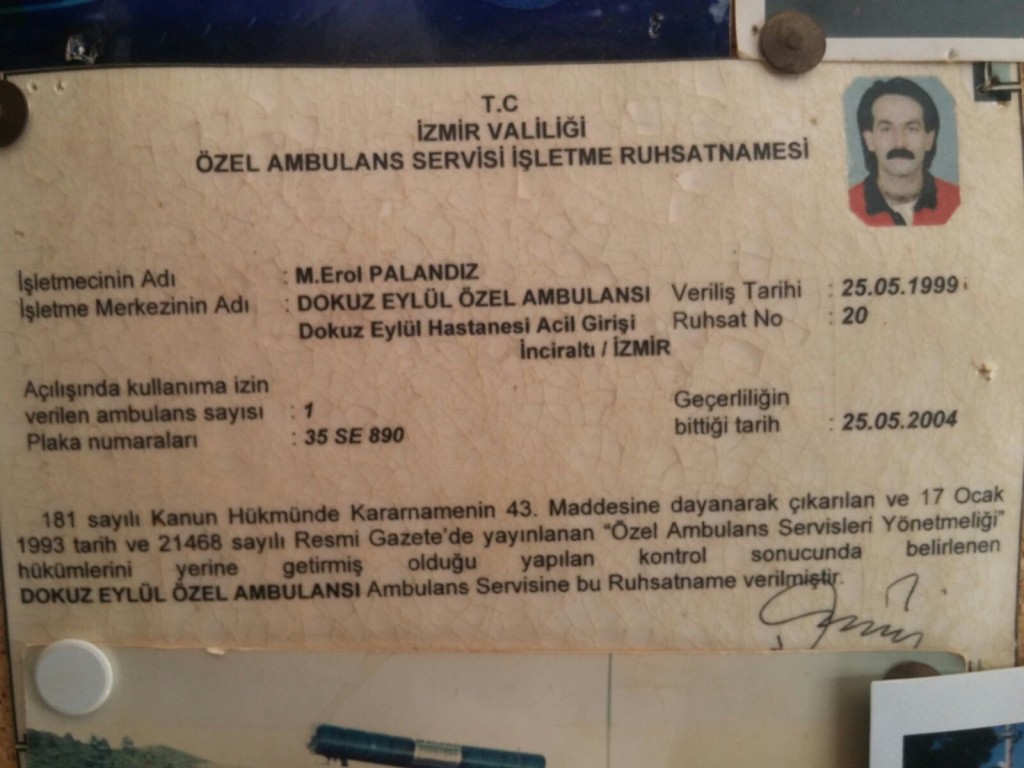 T.C
İZMİR VALİLİĞİ
ÖZEL AMBULANS SERVİSİ İŞLETME RUHSATNAMESİ
İşletmecinin Adı : M.Erol PALANDIZ
İşletme Merkezinin Adı : DOKUZ EYLÜL ÖZEL AMBULANSI
Dokuz Eylül Hastanesi Acil Girişi
İnciraltı / İZMİR
Veriliş Tarihi : 25.05.1999
Ruhsat No : 20
Açılışında kullanıma izin
verilen ambulans sayısı : 1
Plaka numaraları : 35 SE 890
Geçerliliğin
bittiği tarih : 25.05.2004
181 sayılı Kanun Hükmünde Kararnamenin 43. Maddesine dayanarak çıkarılan ve 17 Ocak
1993 tarih ve 21468 sayılı Resmi Gazete'de yayınlanan "Özel Ambulans Servisleri Yönetmeliği"
hükümlerini yerine getirmiş olduğu yapılan kontrol sonucunda belirlenen
DOKUZ EYLÜL ÖZEL AMBULANSI Ambulans Servisine bu Ruhsatname verilmiştir.